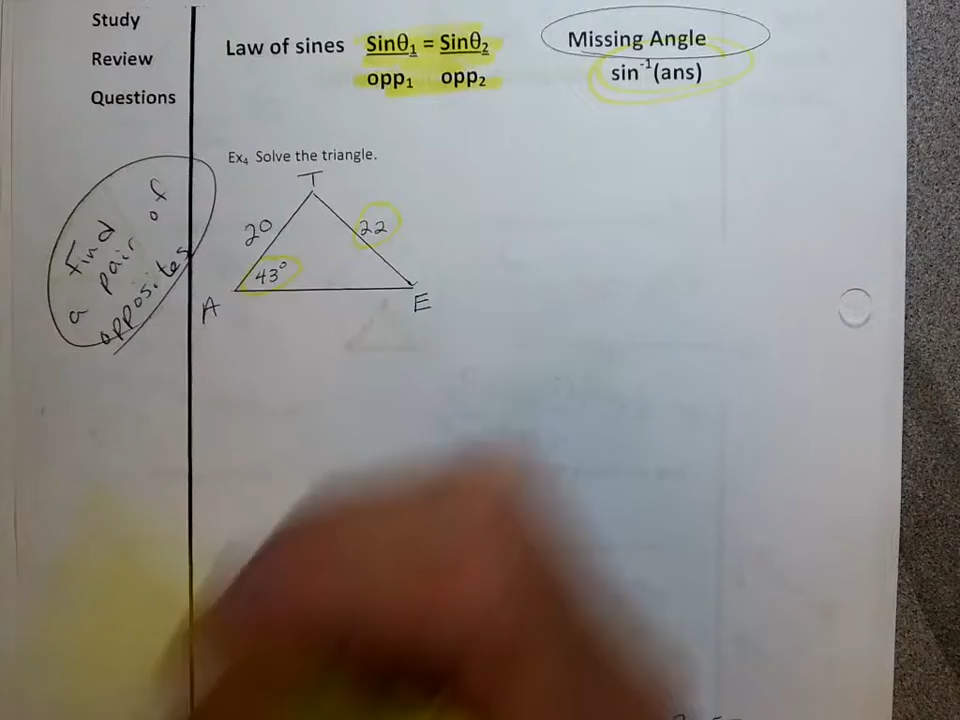 Study
Review
Questions
Law of sines Sinθ₁ = Sinθ₂
opp₁ opp₂
Missing Angle
sin⁻¹(ans)
Find
a pair of
opposites
Ex₄ Solve the triangle.
T
20
22
43°
A
E